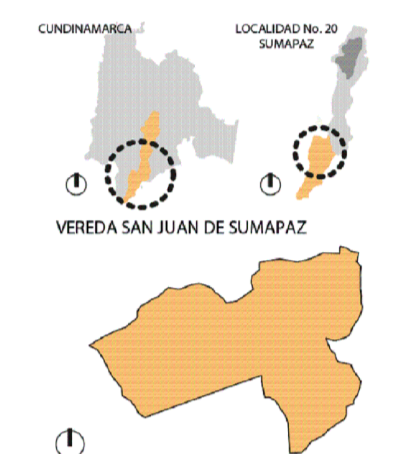 CUNDINAMARCA
LOCALIDAD No. 20
SUMAPAZ
VEREDA SAN JUAN DE SUMAPAZ